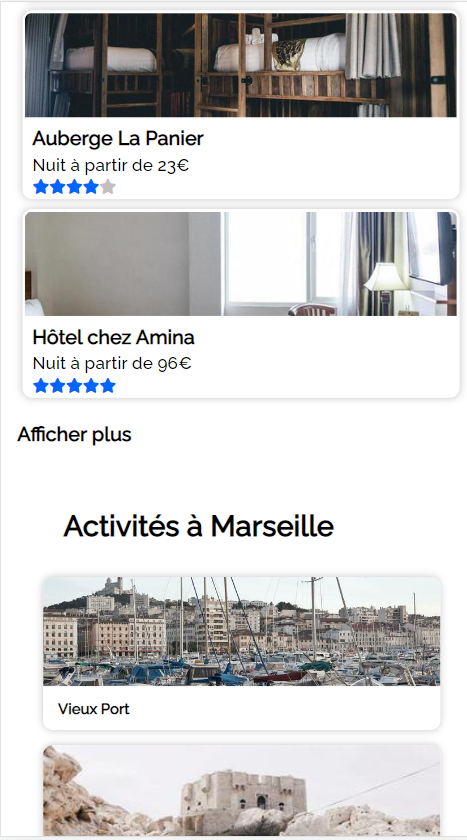 Auberge La Panier
Nuit à partir de 23€
Hôtel chez Amina
Nuit à partir de 96€
Afficher plus
Activités à Marseille
Vieux Port